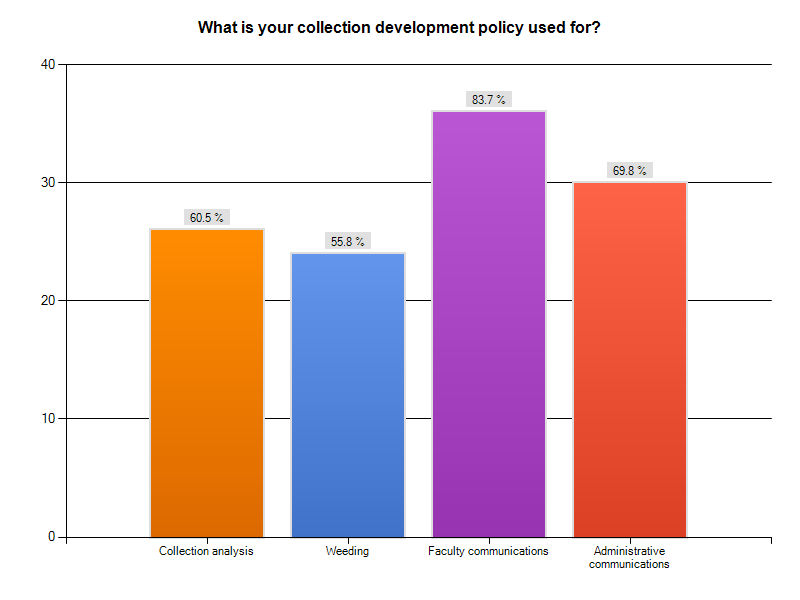 What is your collection development policy used for?
40
83.7 %
69.8 %
30
60.5 %
55.8 %
20
10
0
Collection analysis
Weeding
Faculty communications
Administrative
communications